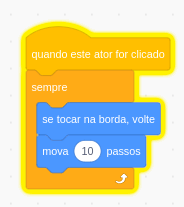 quando este ator for clicado
sempre
se tocar na borda, volte
mova 10 passos